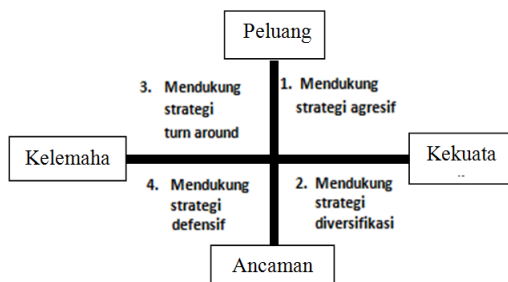 Peluang
3. Mendukung
strategi
turn around
1. Mendukung
strategi agresif
Kelemaha
Kekuata
4. Mendukung
strategi
defensif
2. Mendukung
strategi
diversifikasi
Ancaman